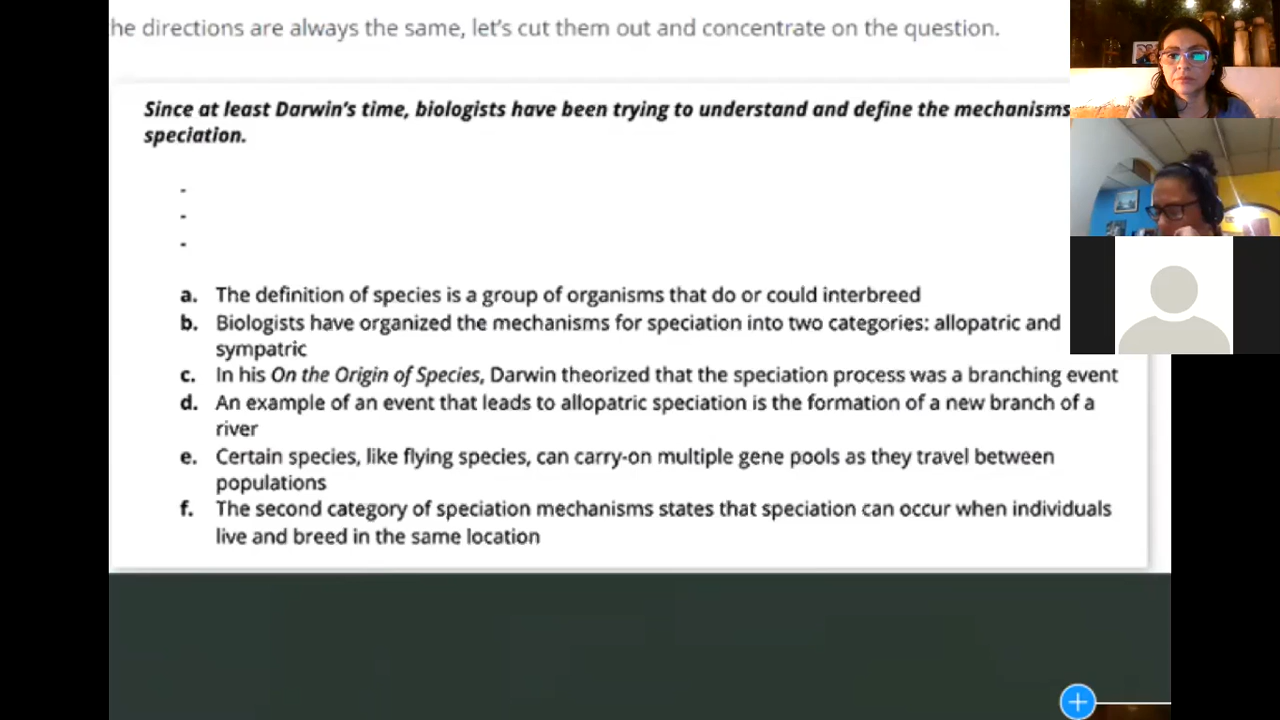 he directions are always the same, let's cut them out and concentrate on the question.
Since at least Darwin's time, biologists have been trying to understand and define the mechanisms
speciation.
-
-
-
a. The definition of species is a group of organisms that do or could interbreed
b. Biologists have organized the mechanisms for speciation into two categories: allopatric and
sympatric
c. In his On the Origin of Species, Darwin theorized that the speciation process was a branching event
d. An example of an event that leads to allopatric speciation is the formation of a new branch of a
river
e. Certain species, like flying species, can carry-on multiple gene pools as they travel between
populations
f. The second category of speciation mechanisms states that speciation can occur when individuals
live and breed in the same location